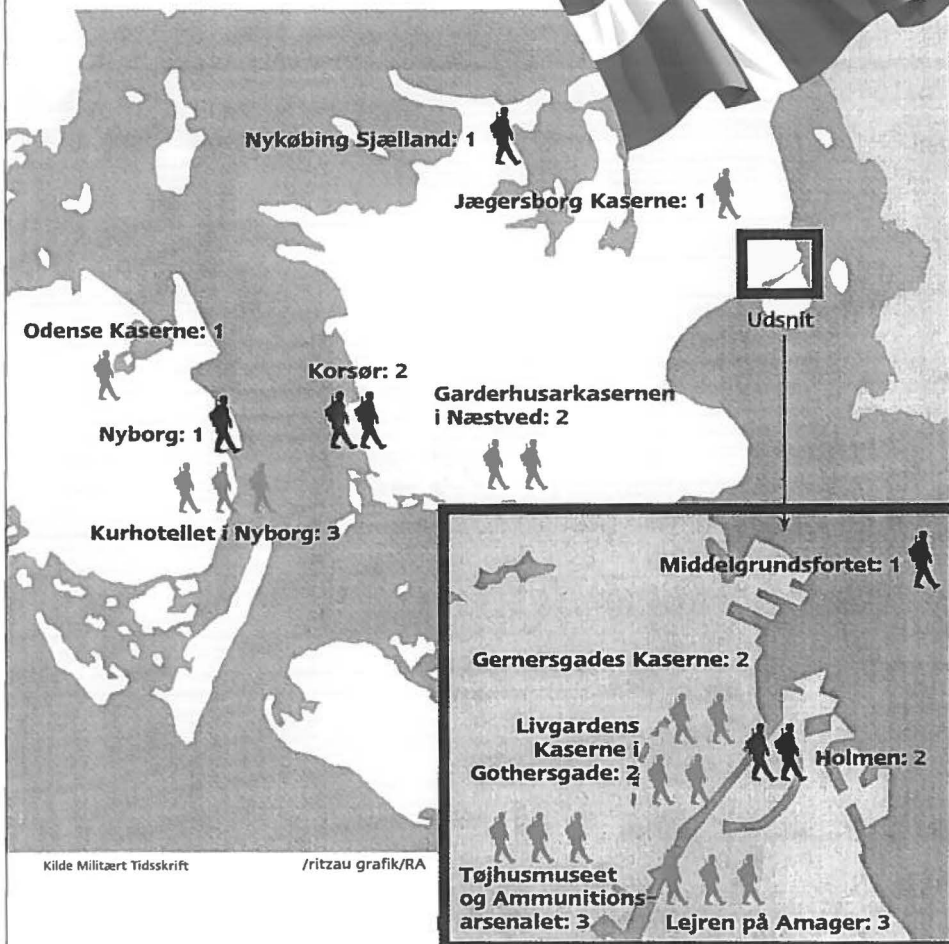 Nykøbing Sjælland: 1
Jægersborg Kaserne: 1
Udsnit
Odense Kaserne: 1
Korsør: 2
Garderhusarkasernen
i Næstved: 2
Nyborg: 1
Kurhotellet i Nyborg: 3
Middelgrundsfortet: 1
Gernersgades Kaserne: 2
Livgardens
Kaserne i
Gothersgade: 2
Holmen: 2
Tøjhusmuseet
og Ammunitions-
arsenalet: 3
Lejren på Amager: 3
Kilde Militært Tidsskrift
/ritzau grafik/RA